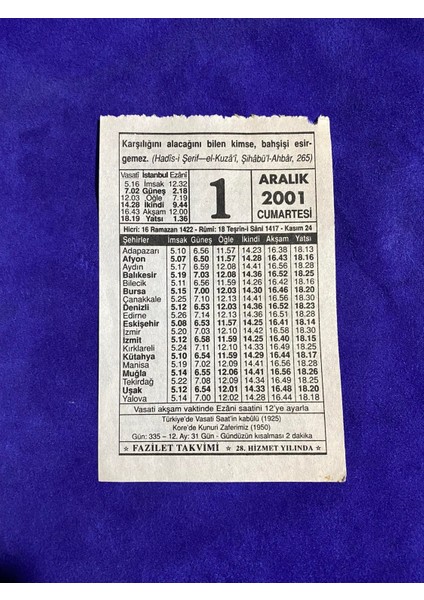 Karşılığını alacağını bilen kimse, bahşişi esir-
gemez. (Hadîs-i Şerif—el-Kuzâ'î, Şihâbü'l-Ahbâr, 265)
Vasatî İstanbul Ezânî
5.16 İmsak 12.32
7.02 Güneş 2.18
12.03 Öğle 7.19
14.28 İkindi 9.44
16.43 Akşam 12.00
18.19 Yatsı 1.36
1
ARALIK
2001
CUMARTESİ
Hicrî: 16 Ramazan 1422 - Rûmî: 18 Teşrîn-i Sâni 1417 - Kasım 24
Şehirler İmsak Güneş Öğle İkindi Akşam Yatsı
Adapazarı 5.10 6.56 11.57 14.23 16.38 18.13
Afyon 5.07 6.50 11.57 14.28 16.43 18.16
Aydın 5.17 6.59 12.08 14.41 16.56 18.28
Balıkesir 5.19 7.03 12.08 14.36 16.52 18.25
Bilecik 5.11 6.56 11.59 14.26 16.41 18.16
Bursa 5.15 7.00 12.03 14.30 16.46 18.20
Çanakkale 5.25 7.10 12.13 14.41 16.56 18.30
Denizli 5.12 6.53 12.03 14.36 16.52 18.23
Edirne 5.26 7.14 12.13 14.36 16.51 18.28
Eskişehir 5.08 6.53 11.57 14.25 16.41 18.14
İzmir 5.20 7.03 12.10 14.42 16.58 18.30
İzmit 5.12 6.58 11.59 14.25 16.40 18.15
Kırklareli 5.24 7.11 12.10 14.33 16.49 18.25
Kütahya 5.10 6.54 11.59 14.29 16.44 18.17
Manisa 5.19 7.02 12.08 14.41 16.56 18.28
Muğla 5.14 6.55 12.06 14.41 16.56 18.26
Tekirdağ 5.22 7.08 12.09 14.34 16.49 18.25
Uşak 5.12 6.54 12.01 14.33 16.48 18.20
Yalova 5.14 7.00 12.02 14.28 16.44 18.18
Vasati akşam vaktinde Ezâni saatini 12'ye ayarla
Türkiye'de Vasati Saat'in kabülü (1925)
Kore'de Kunuri Zaferimiz (1950)
Gün: 335 – 12. Ay: 31 Gün - Gündüzün kısalması 2 dakika
★ FAZİLET TAKVİMİ ★ 28. HİZMET YILINDA ★